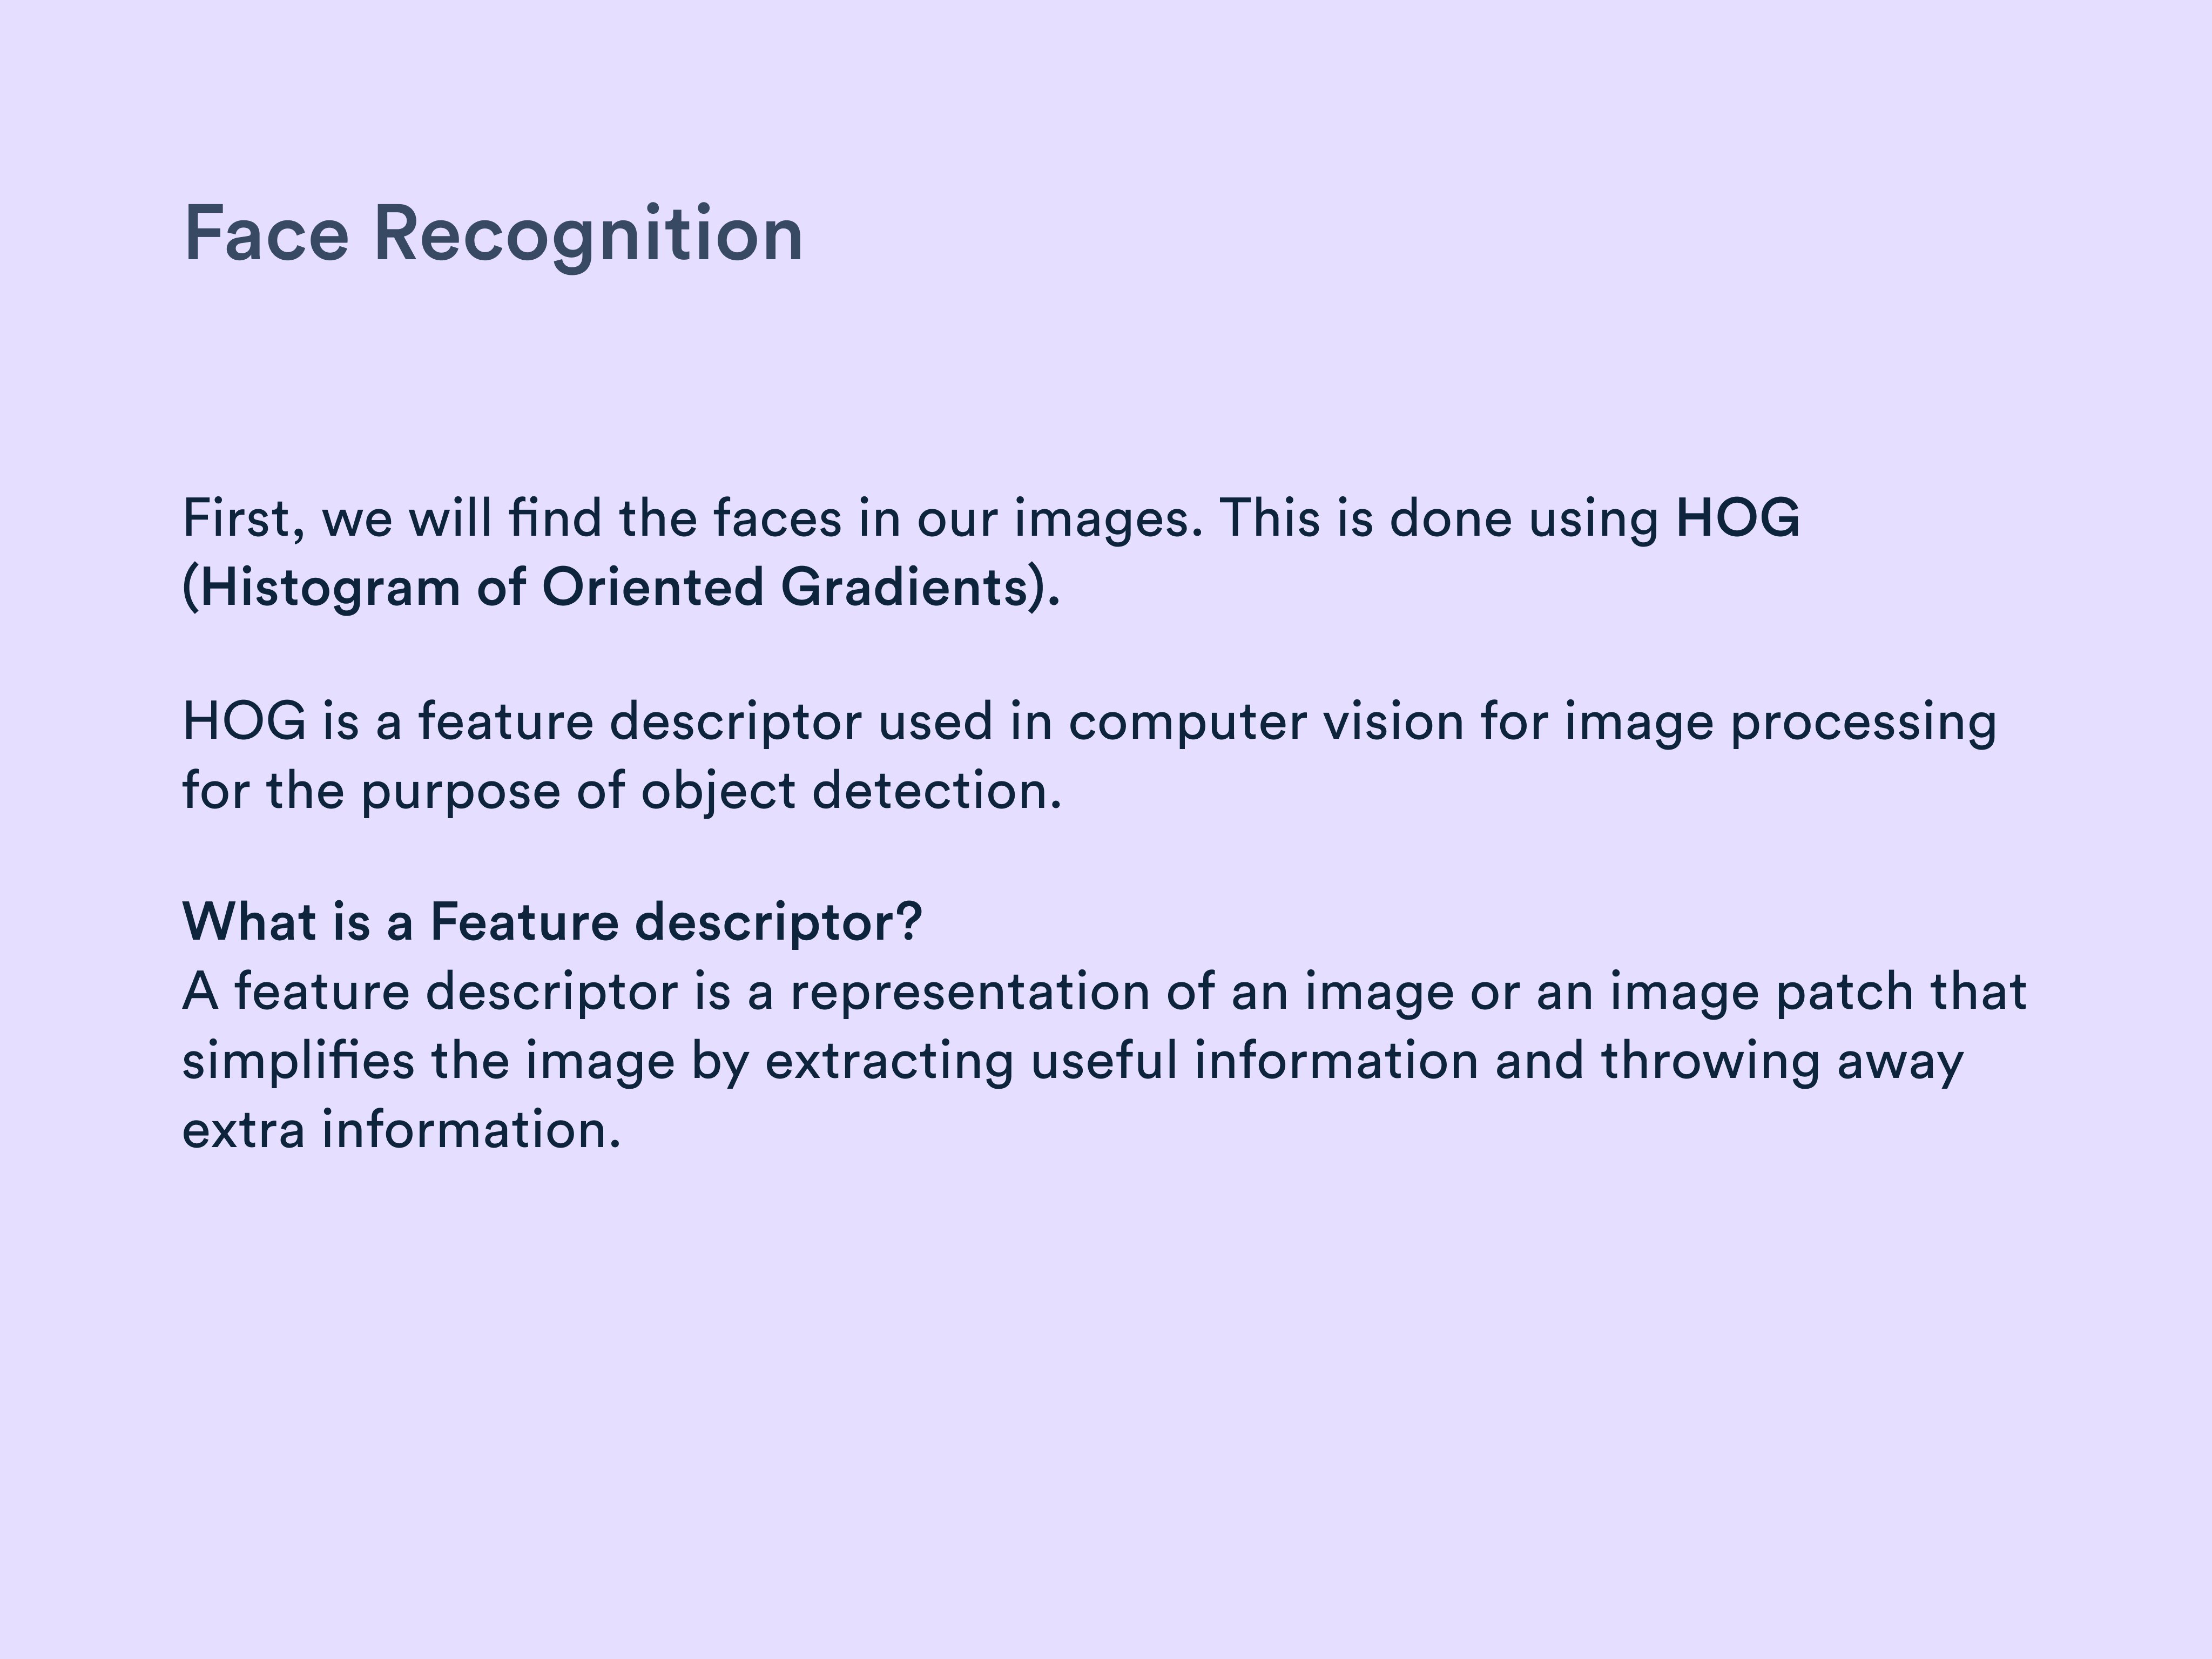 Face Recognition
First, we will find the faces in our images. This is done using HOG
(Histogram of Oriented Gradients).
HOG is a feature descriptor used in computer vision for image processing
for the purpose of object detection.
What is a Feature descriptor?
A feature descriptor is a representation of an image or an image patch that
simplifies the image by extracting useful information and throwing away
extra information.